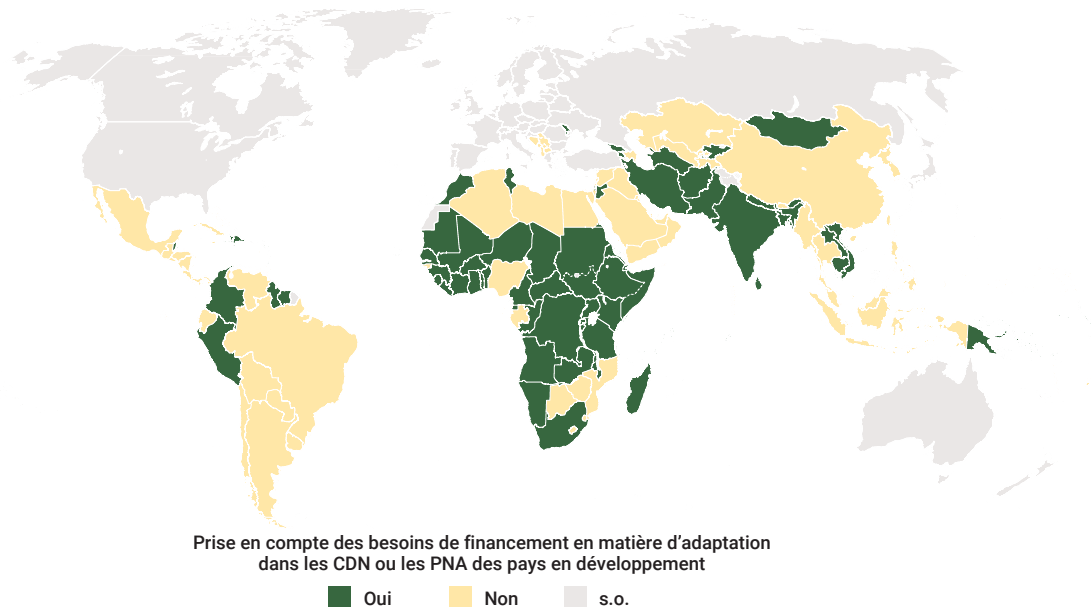 Prise en compte des besoins de financement en matière d’adaptation
dans les CDN ou les PNA des pays en développement
Oui Non s.o.